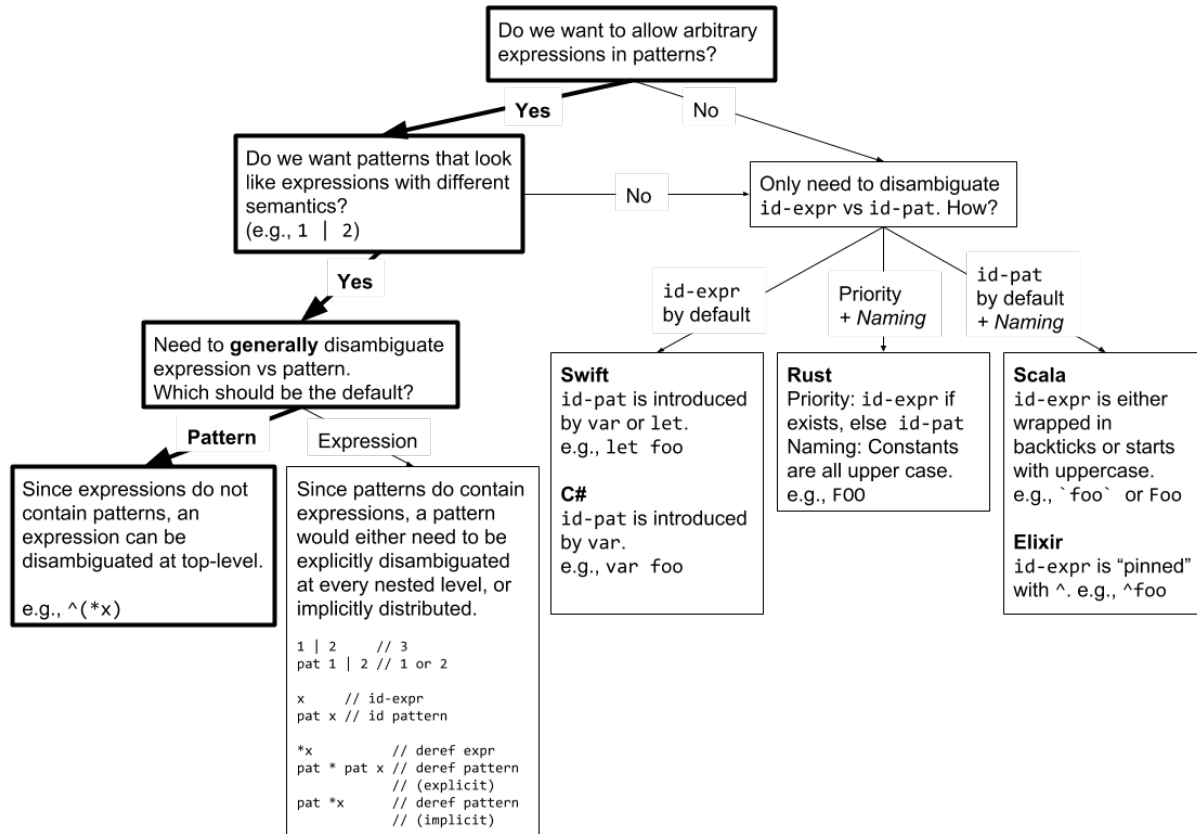 Do we want to allow arbitrary
expressions in patterns?
Yes
No
Do we want patterns that look
like expressions with different
semantics?
(e.g., 1 | 2)
No
Only need to disambiguate
id-expr vs id-pat. How?
Yes
id-expr
by default
Priority
+ Naming
id-pat
by default
+ Naming
Need to generally disambiguate
expression vs pattern.
Which should be the default?
Pattern
Expression
Since expressions do not
contain patterns, an
expression can be
disambiguated at top-level.
e.g., ^(*x)
Since patterns do contain
expressions, a pattern
would either need to be
explicitly disambiguated
at every nested level, or
implicitly distributed.
1 | 2     // 3
pat 1 | 2 // 1 or 2
x     // id-expr
pat x // id pattern
*x          // deref expr
pat * pat x // deref pattern
            // (explicit)
pat *x      // deref pattern
            // (implicit)
Swift
id-pat is introduced
by var or let.
e.g., let foo
C#
id-pat is introduced
by var.
e.g., var foo
Rust
Priority: id-expr if
exists, else id-pat
Naming: Constants
are all upper case.
e.g., FOO
Scala
id-expr is either
wrapped in
backticks or starts
with uppercase.
e.g., `foo` or Foo
Elixir
id-expr is “pinned”
with ^. e.g., ^foo